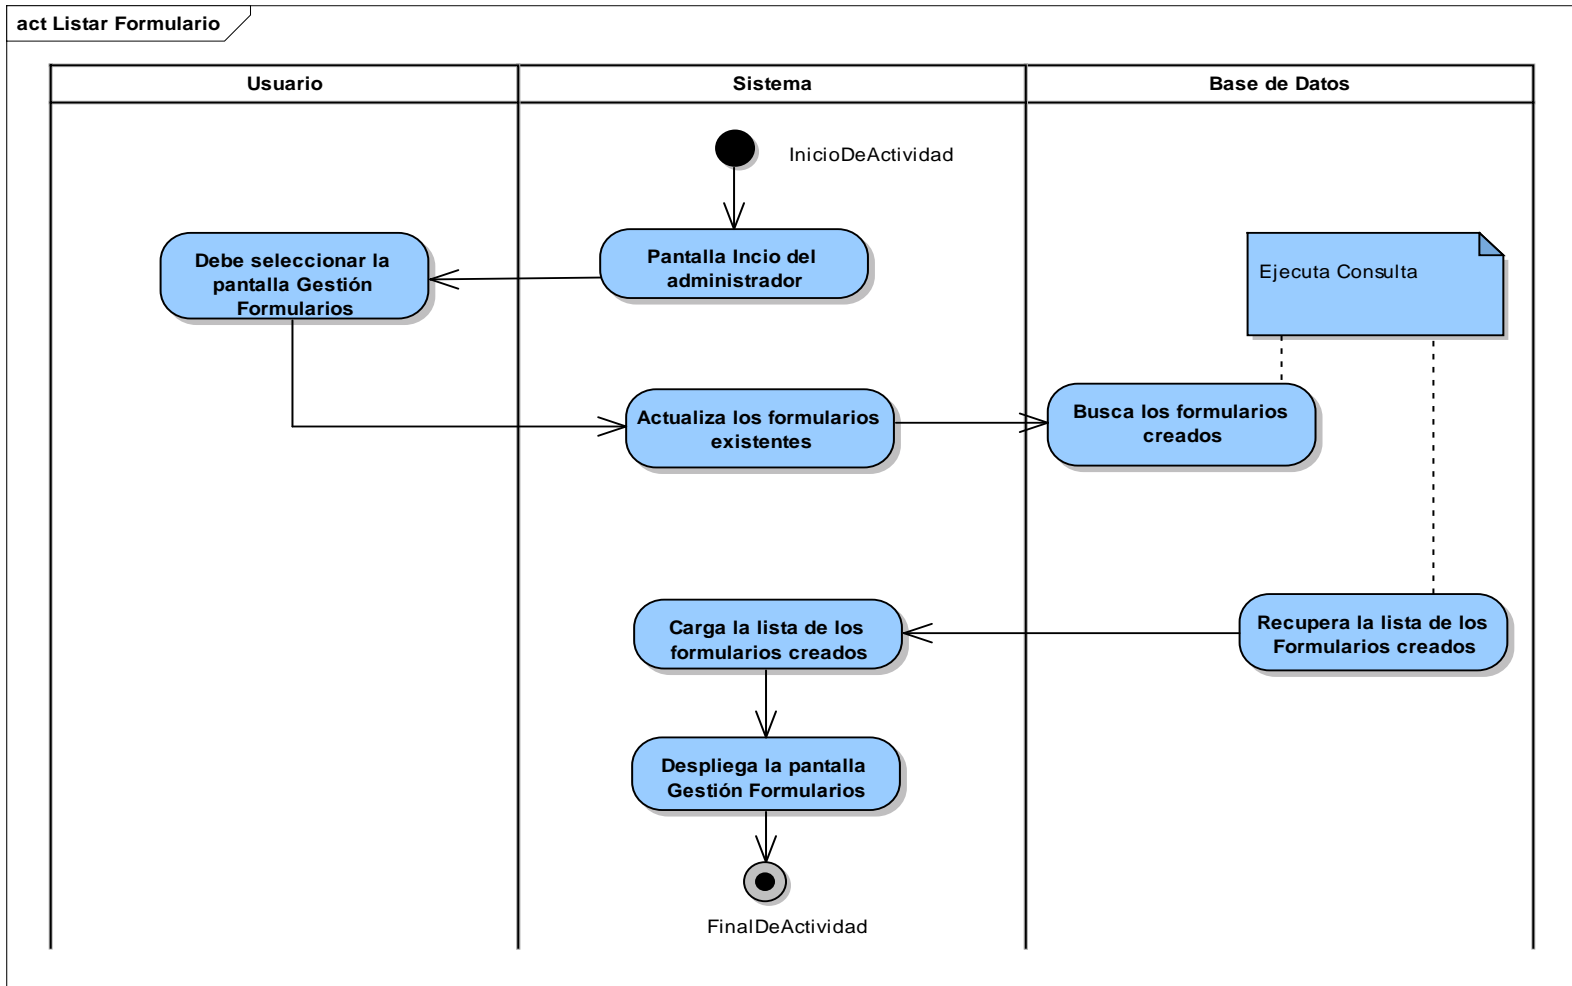 act Listar Formulario
Usuario
Sistema
Base de Datos
InicioDeActividad
Pantalla Incio del
administrador
Debe seleccionar la
pantalla Gestión
Formularios
Ejecuta Consulta
Actualiza los formularios
existentes
Busca los formularios
creados
Carga la lista de los
formularios creados
Recupera la lista de los
Formularios creados
Despliega la pantalla
Gestión Formularios
FinalDeActividad